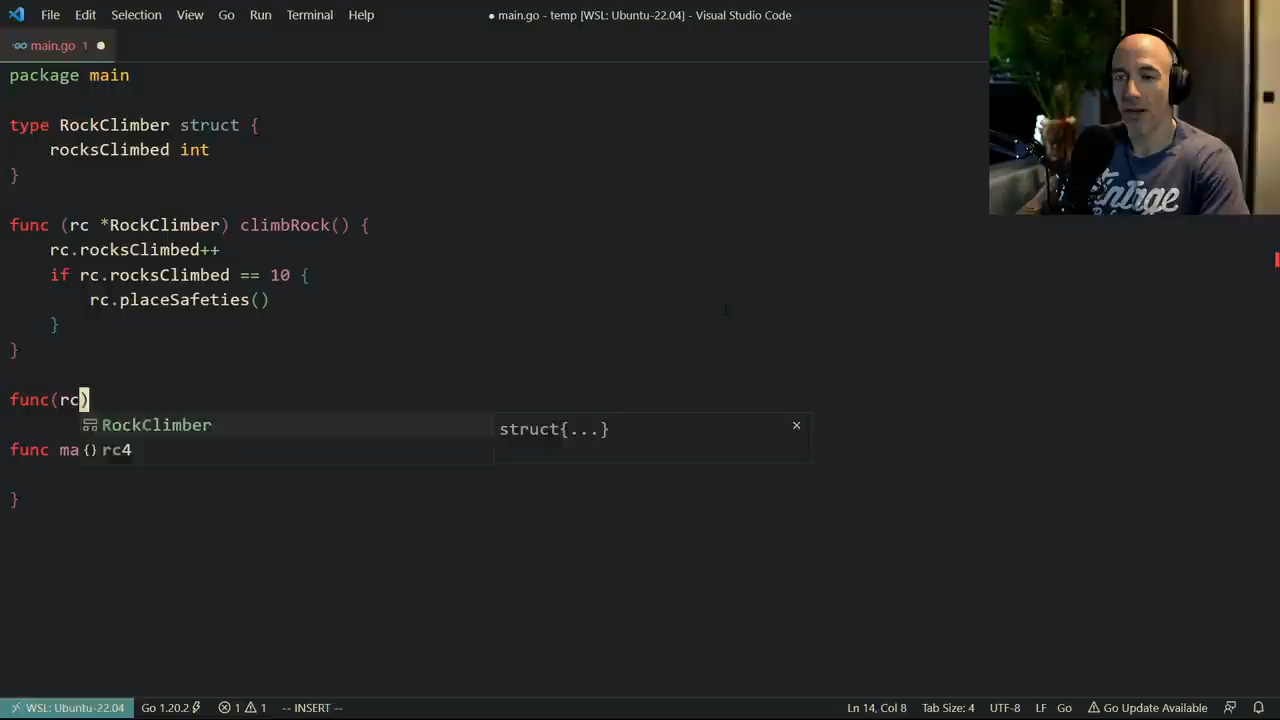 File Edit Selection View Go Run Terminal Help ● main.go - temp [WSL: Ubuntu-22.04] - Visual Studio Code
main.go 1
package main
type RockClimber struct {
rocksClimbed int
}
func (rc *RockClimber) climbRock() {
rc.rocksClimbed++
if rc.rocksClimbed == 10 {
rc.placeSafeties()
}
}
func(rc)
RockClimber struct{...} ×
func ma {} rc4
}
WSL: Ubuntu-22.04 Go 1.20.2 1 1 -- INSERT -- Ln 14, Col 8 Tab Size: 4 UTF-8 LF Go Go Update Available